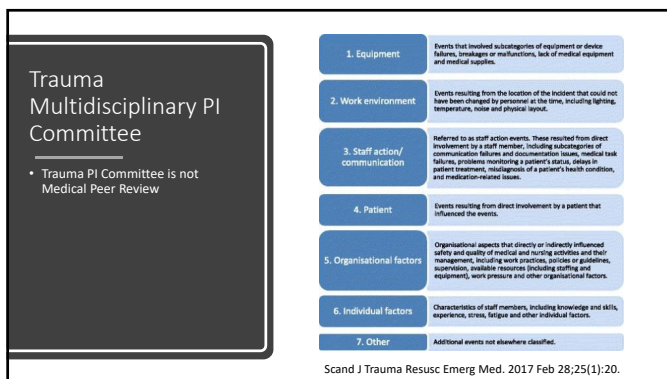 Trauma
Multidisciplinary PI
Committee
• Trauma PI Committee is not
Medical Peer Review
1. Equipment
Events that involved subcategories of equipment or device
failures, breakages or malfunctions, lack of medical equipment
and medical supplies.
2. Work environment
Events resulting from the location of the incident that could not
have been changed by personnel at the time, including lighting,
temperature, noise and physical layout.
3. Staff action/
communication
Referred to as staff action events. These resulted from direct
involvement by a staff member, including subcategories of
communication failures and documentation issues, medical task
failures, problems monitoring a patient's status, delays in
patient treatment, misdiagnosis of a patient's health condition,
and medication-related issues.
4. Patient
Events resulting from direct involvement by a patient that
influenced the events.
5. Organisational factors
Organisational aspects that directly or indirectly influenced
safety and quality of medical and nursing activities and their
management, including work practices, policies or guidelines,
supervision, available resources (including staffing and
equipment), work pressure and other organisational factors.
6. Individual factors
Characteristics of staff members, including knowledge and skills,
experience, stress, fatigue and other individual factors.
7. Other
Additional events not elsewhere classified.
Scand J Trauma Resusc Emerg Med. 2017 Feb 28;25(1):20.